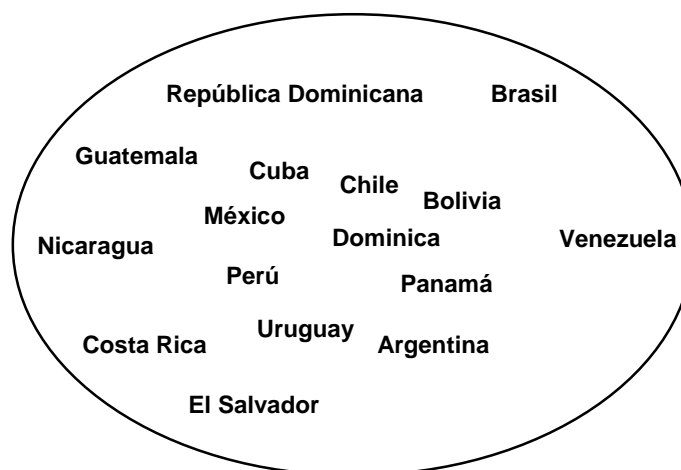 República Dominicana
Brasil
Guatemala
Cuba
Chile
Bolivia
México
Dominica
Venezuela
Nicaragua
Perú
Panamá
Uruguay
Costa Rica
Argentina
El Salvador